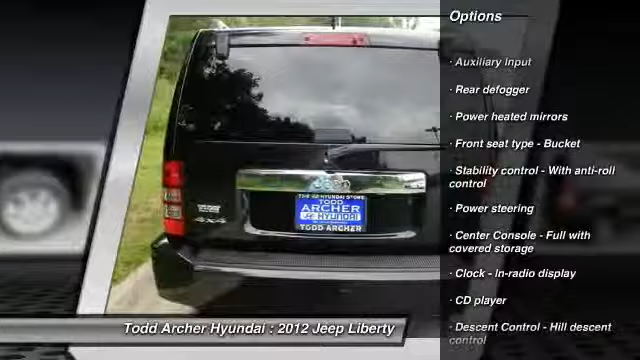 Options
· Auxiliary Input
· Rear defogger
· Power heated mirrors
· Front seat type - Bucket
· Stability control - With anti-roll
control
· Power steering
· Center Console - Full with
covered storage
· Clock - In-radio display
· CD player
· Descent Control - Hill descent
control
Jeep
4X4
TODD
ARCHER
HYUNDAI
TODD ARCHER
Todd Archer Hyundai : 2012 Jeep Liberty